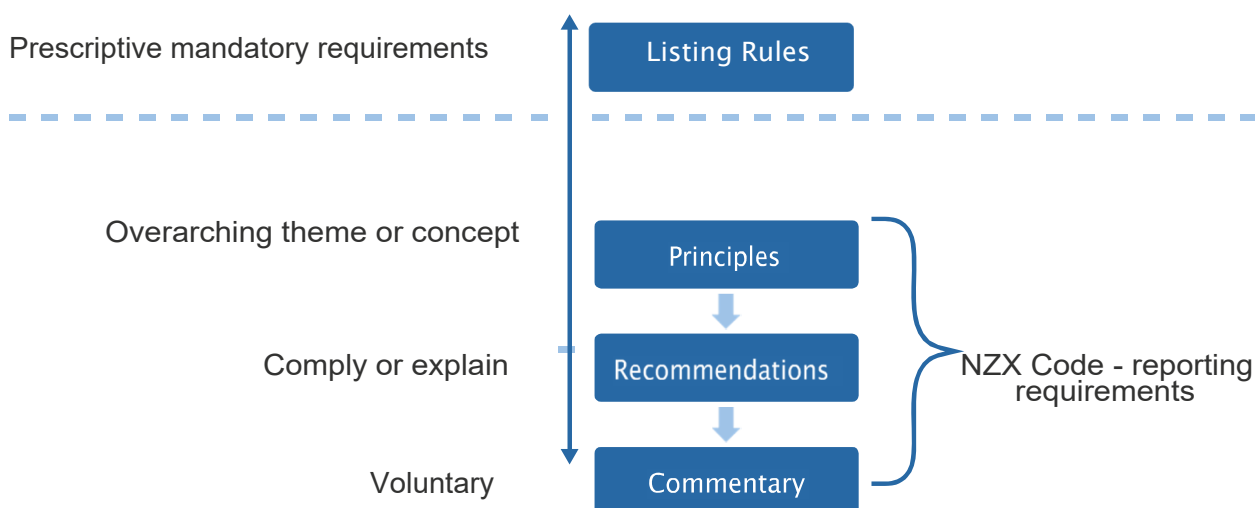 Prescriptive mandatory requirements
Listing Rules
Overarching theme or concept
Principles
Comply or explain
Recommendations
NZX Code - reporting
requirements
Voluntary
Commentary